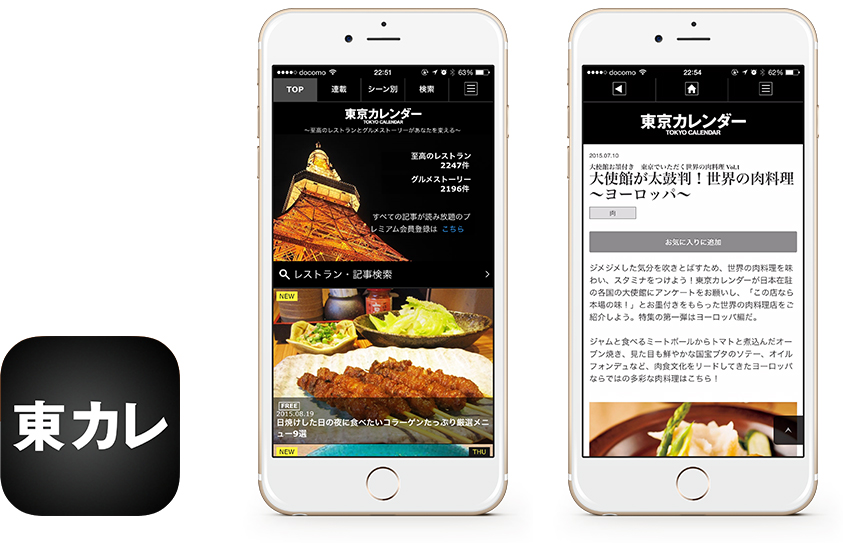 東カレ
docomo 22:51 63%
TOP 連載 シーン別 検索
東京カレンダー
TOKYO CALENDAR
〜至高のレストランとグルメストーリーがあなたを変える〜
至高のレストラン
2247件
グルメストーリー
2196件
すべての記事が読み放題のプ
レミアム会員登録は こちら
レストラン・記事検索
NEW
FREE
2015.08.19
日焼けした日の夜に食べたいコラーゲンたっぷり厳選メニ
ュー9選
NEW THU
docomo 22:54 62%
東京カレンダー
TOKYO CALENDAR
2015.07.10
大使館お墨付き 東京でいただく世界の肉料理 Vol.1
大使館が太鼓判！世界の肉料理
〜ヨーロッパ〜
肉
お気に入りに追加
ジメジメした気分を吹きとばすため、世界の肉料理を味
わい、スタミナをつけよう！東京カレンダーが日本在駐
の各国の大使館にアンケートをお願いし、「この店なら
本場の味！」とお墨付きをもらった世界の肉料理店をご
紹介しよう。特集の第一弾はヨーロッパ編だ。
ジャムと食べるミートボールからトマトと煮込んだオー
ブン焼き、見た目も鮮やかな国宝ブタのソテー、オイル
フォンデュなど、肉食文化をリードしてきたヨーロッパ
ならではの多彩な肉料理はこちら！